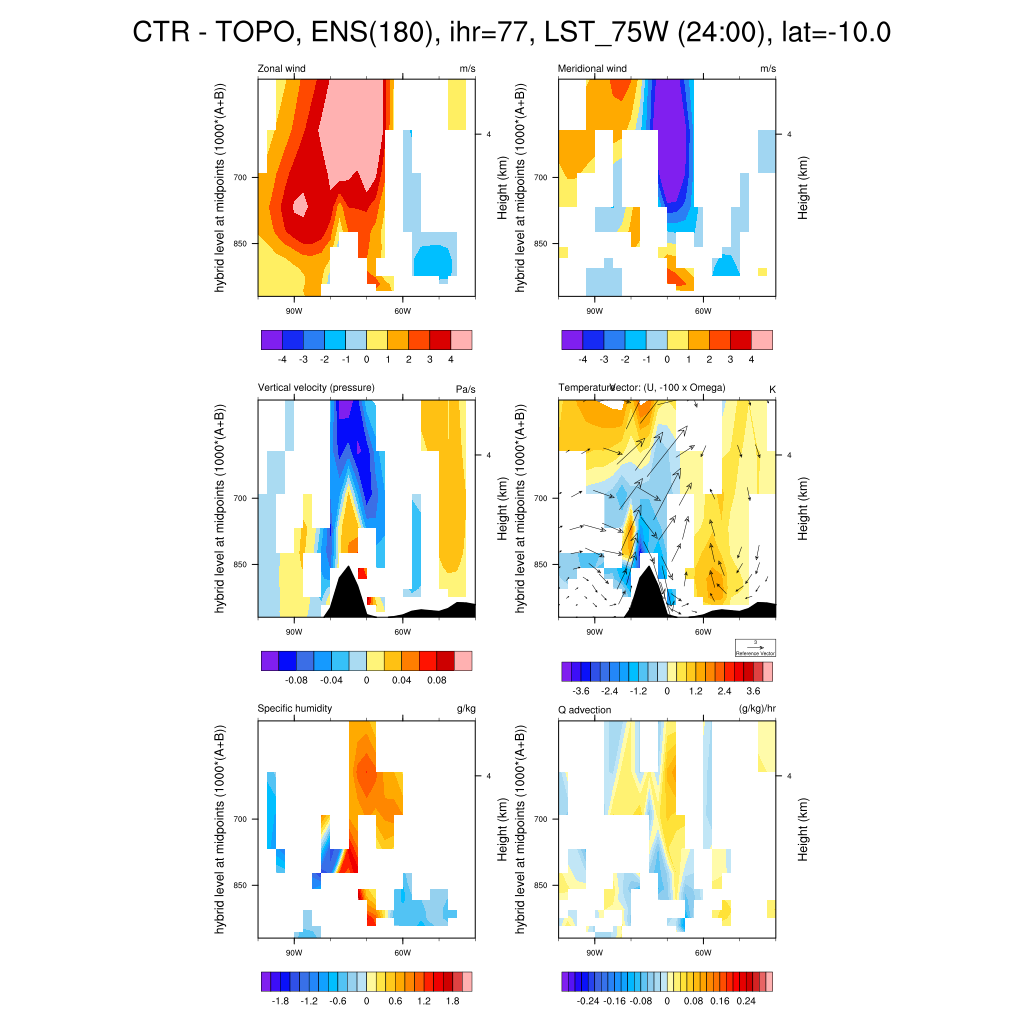 CTR - TOPO, ENS(180), ihr=77, LST_75W (24:00), lat=-10.0
Zonal wind m/s
hybrid level at midpoints (1000*(A+B))
700
850
4
Height (km)
90W 60W
-4 -3 -2 -1 0 1 2 3 4
Meridional wind m/s
hybrid level at midpoints (1000*(A+B))
700
850
4
Height (km)
90W 60W
-4 -3 -2 -1 0 1 2 3 4
Vertical velocity (pressure) Pa/s
hybrid level at midpoints (1000*(A+B))
700
850
4
Height (km)
90W 60W
-0.08 -0.04 0 0.04 0.08
Temperature Vector: (U, -100 x Omega) K
hybrid level at midpoints (1000*(A+B))
700
850
4
Height (km)
90W 60W
3
Reference Vector
-3.6 -2.4 -1.2 0 1.2 2.4 3.6
Specific humidity g/kg
hybrid level at midpoints (1000*(A+B))
700
850
4
Height (km)
90W 60W
-1.8 -1.2 -0.6 0 0.6 1.2 1.8
Q advection (g/kg)/hr
hybrid level at midpoints (1000*(A+B))
700
850
4
Height (km)
90W 60W
-0.24 -0.16 -0.08 0 0.08 0.16 0.24